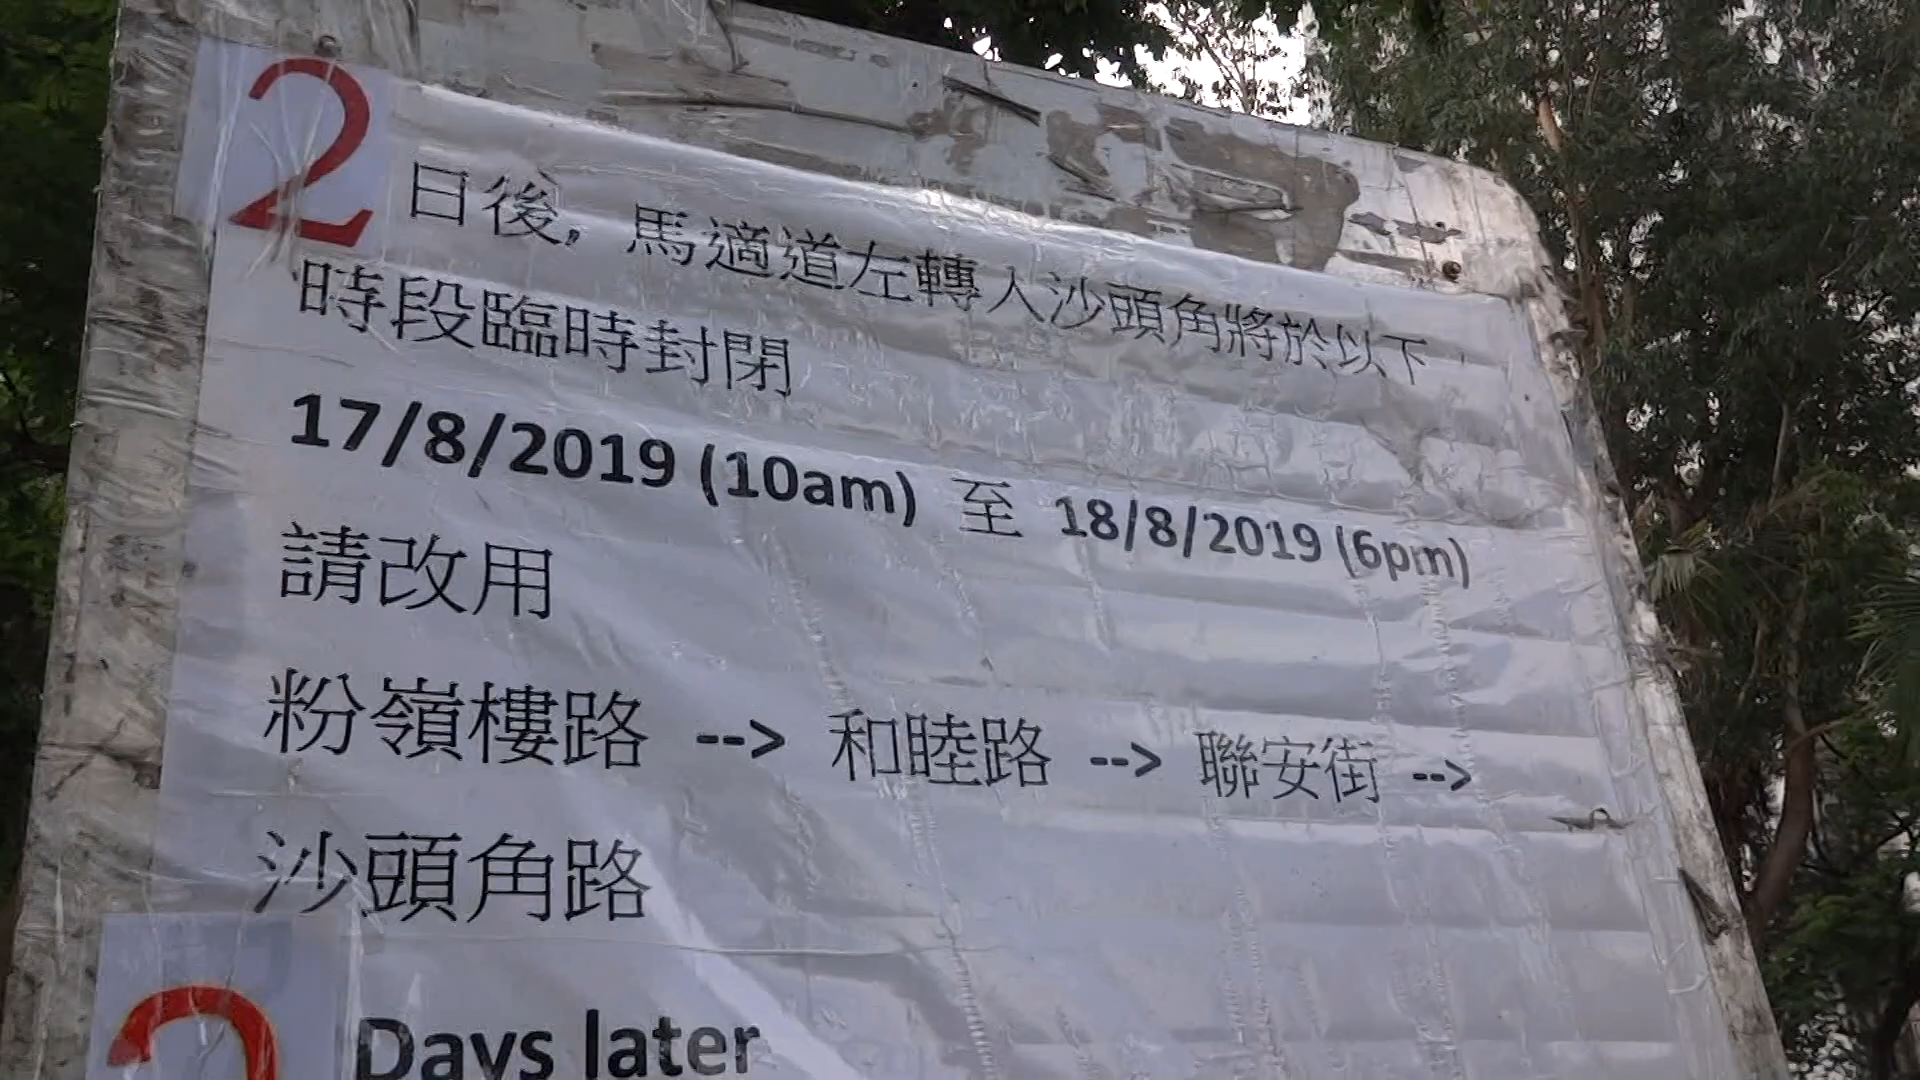 2日後，馬適道左轉入沙頭角將於以下
時段臨時封閉
17/8/2019 (10am) 至 18/8/2019 (6pm)
請改用
粉嶺樓路 --> 和睦路 --> 聯安街 -->
沙頭角路
2 Days later